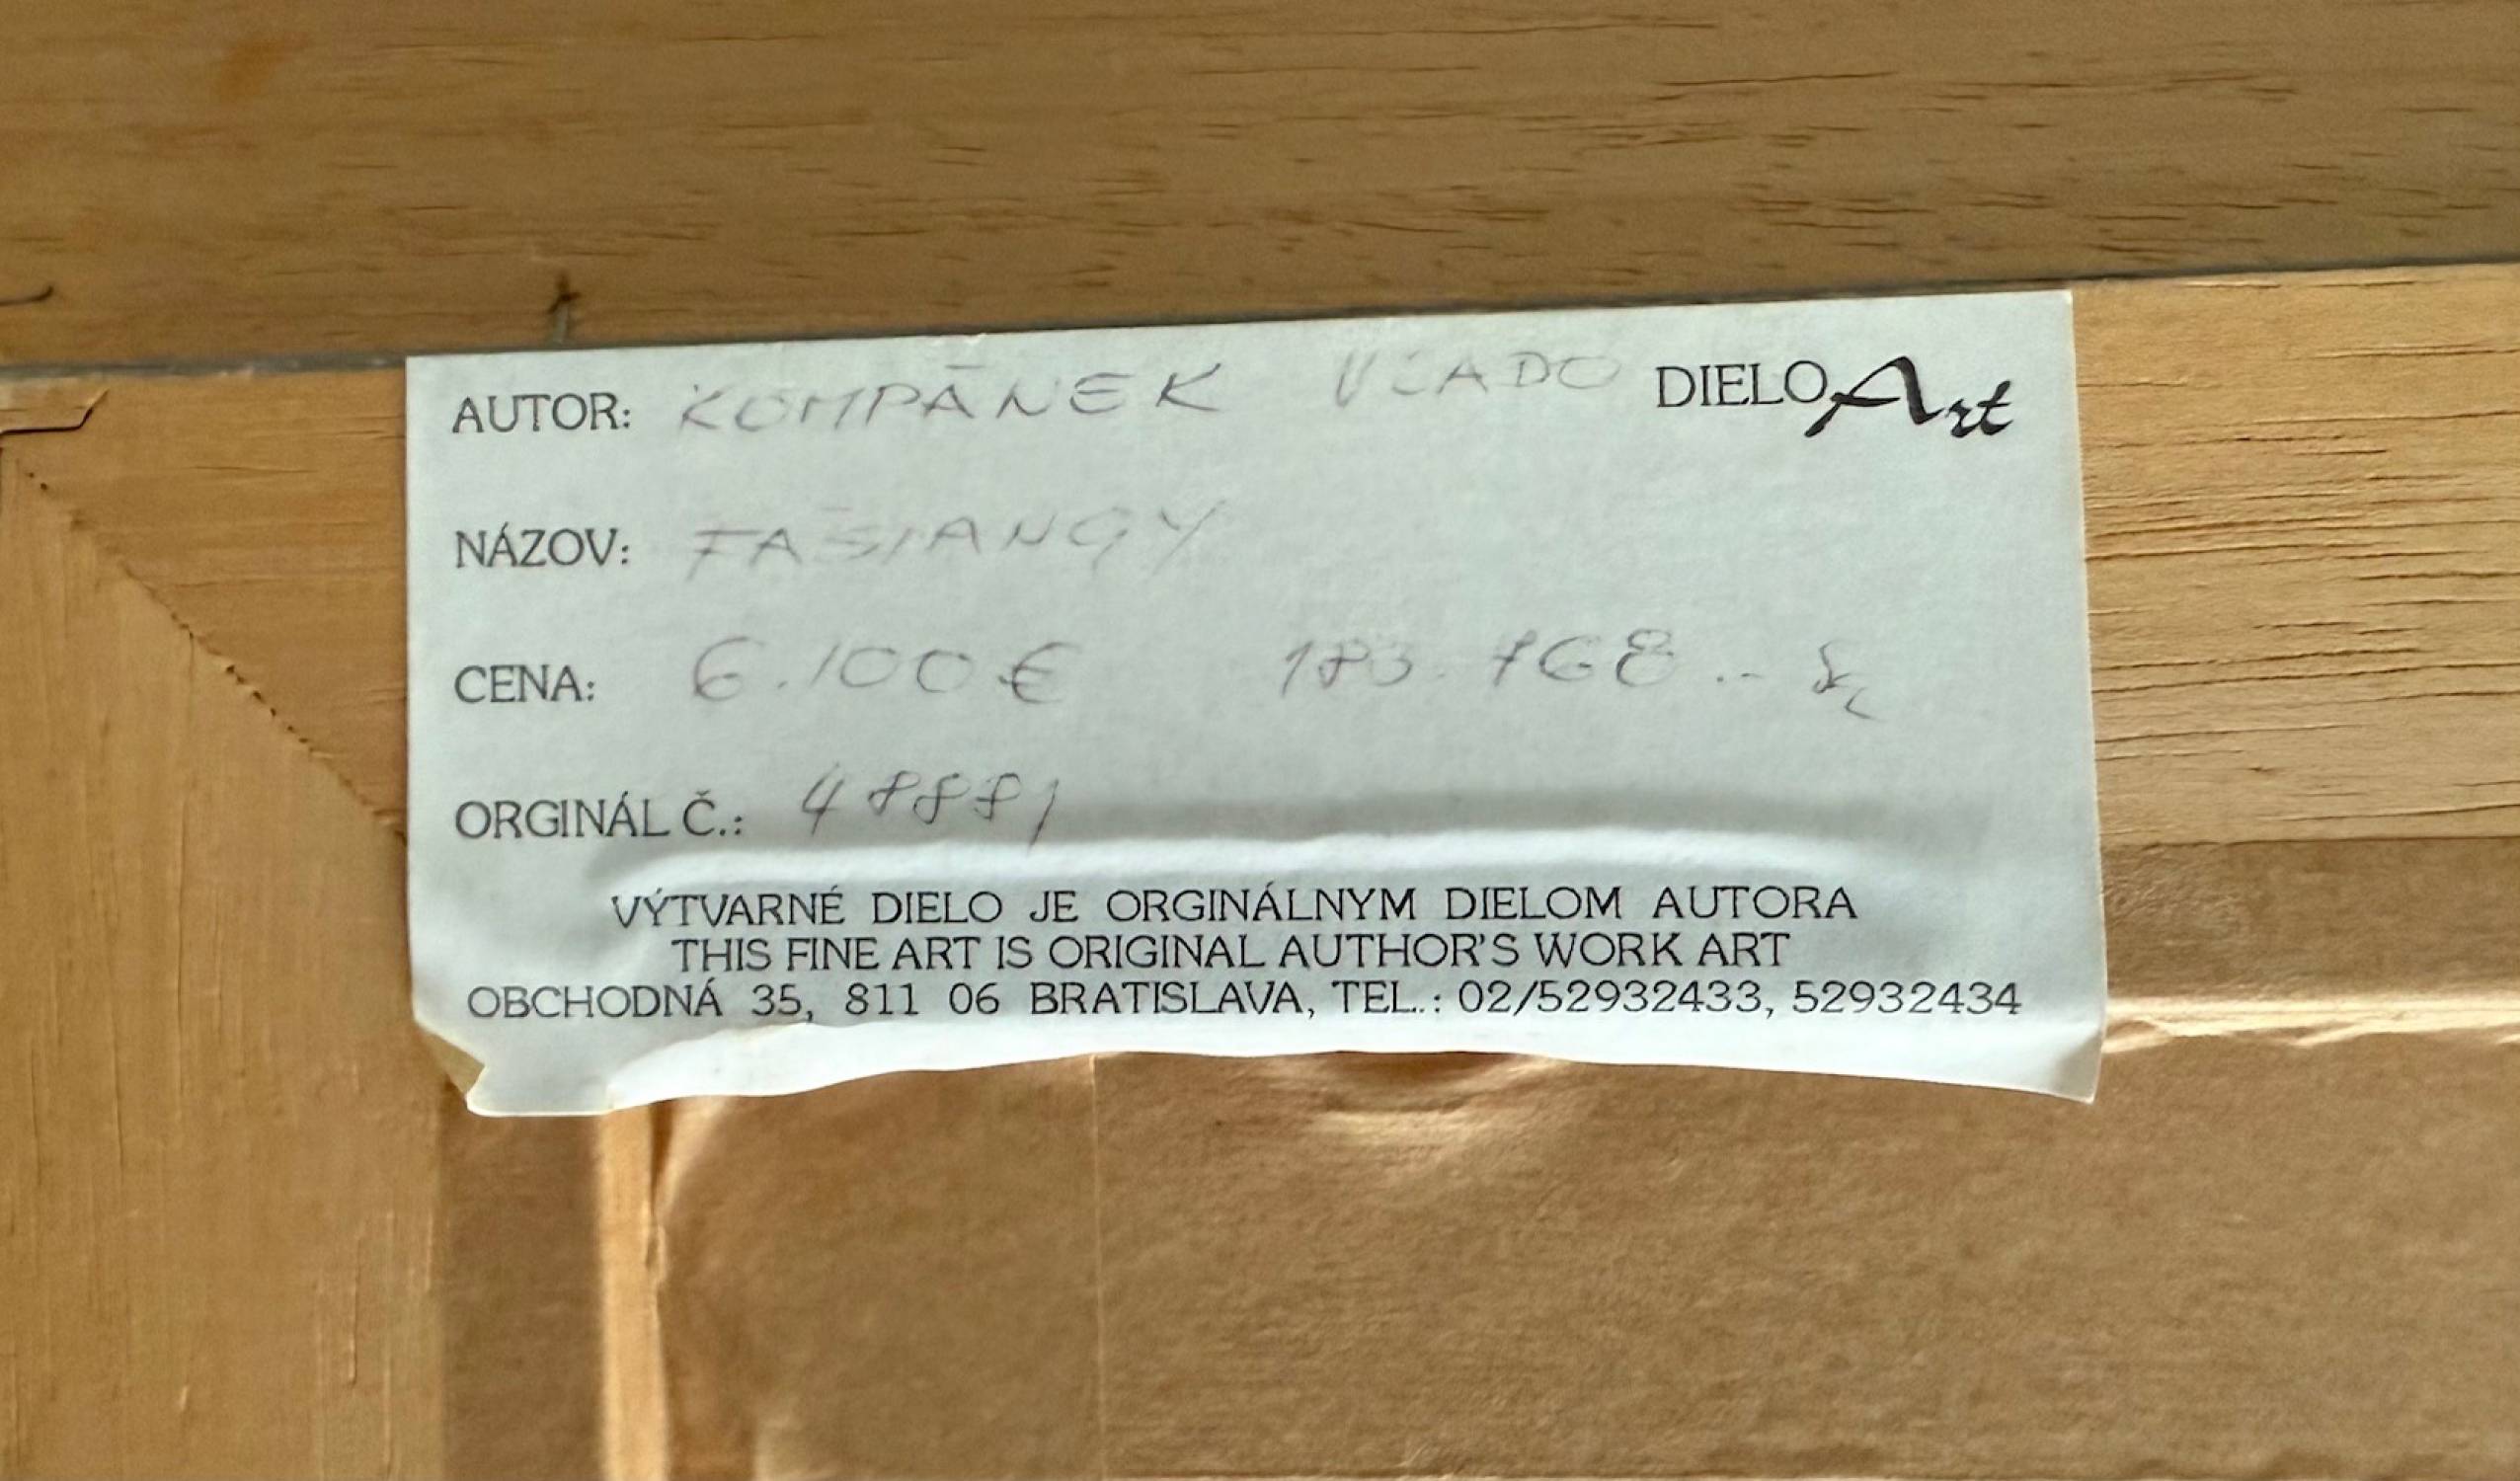 AUTOR: KOMPÁNEK VLADO DIELO Art
NÁZOV: FAŠIANGY
CENA: 6.100€ 183.768.- Sk
ORGINÁL Č.: 48881
VÝTVARNÉ DIELO JE ORGINÁLNYM DIELOM AUTORA
THIS FINE ART IS ORIGINAL AUTHOR'S WORK ART
OBCHODNÁ 35, 811 06 BRATISLAVA, TEL.: 02/52932433, 52932434